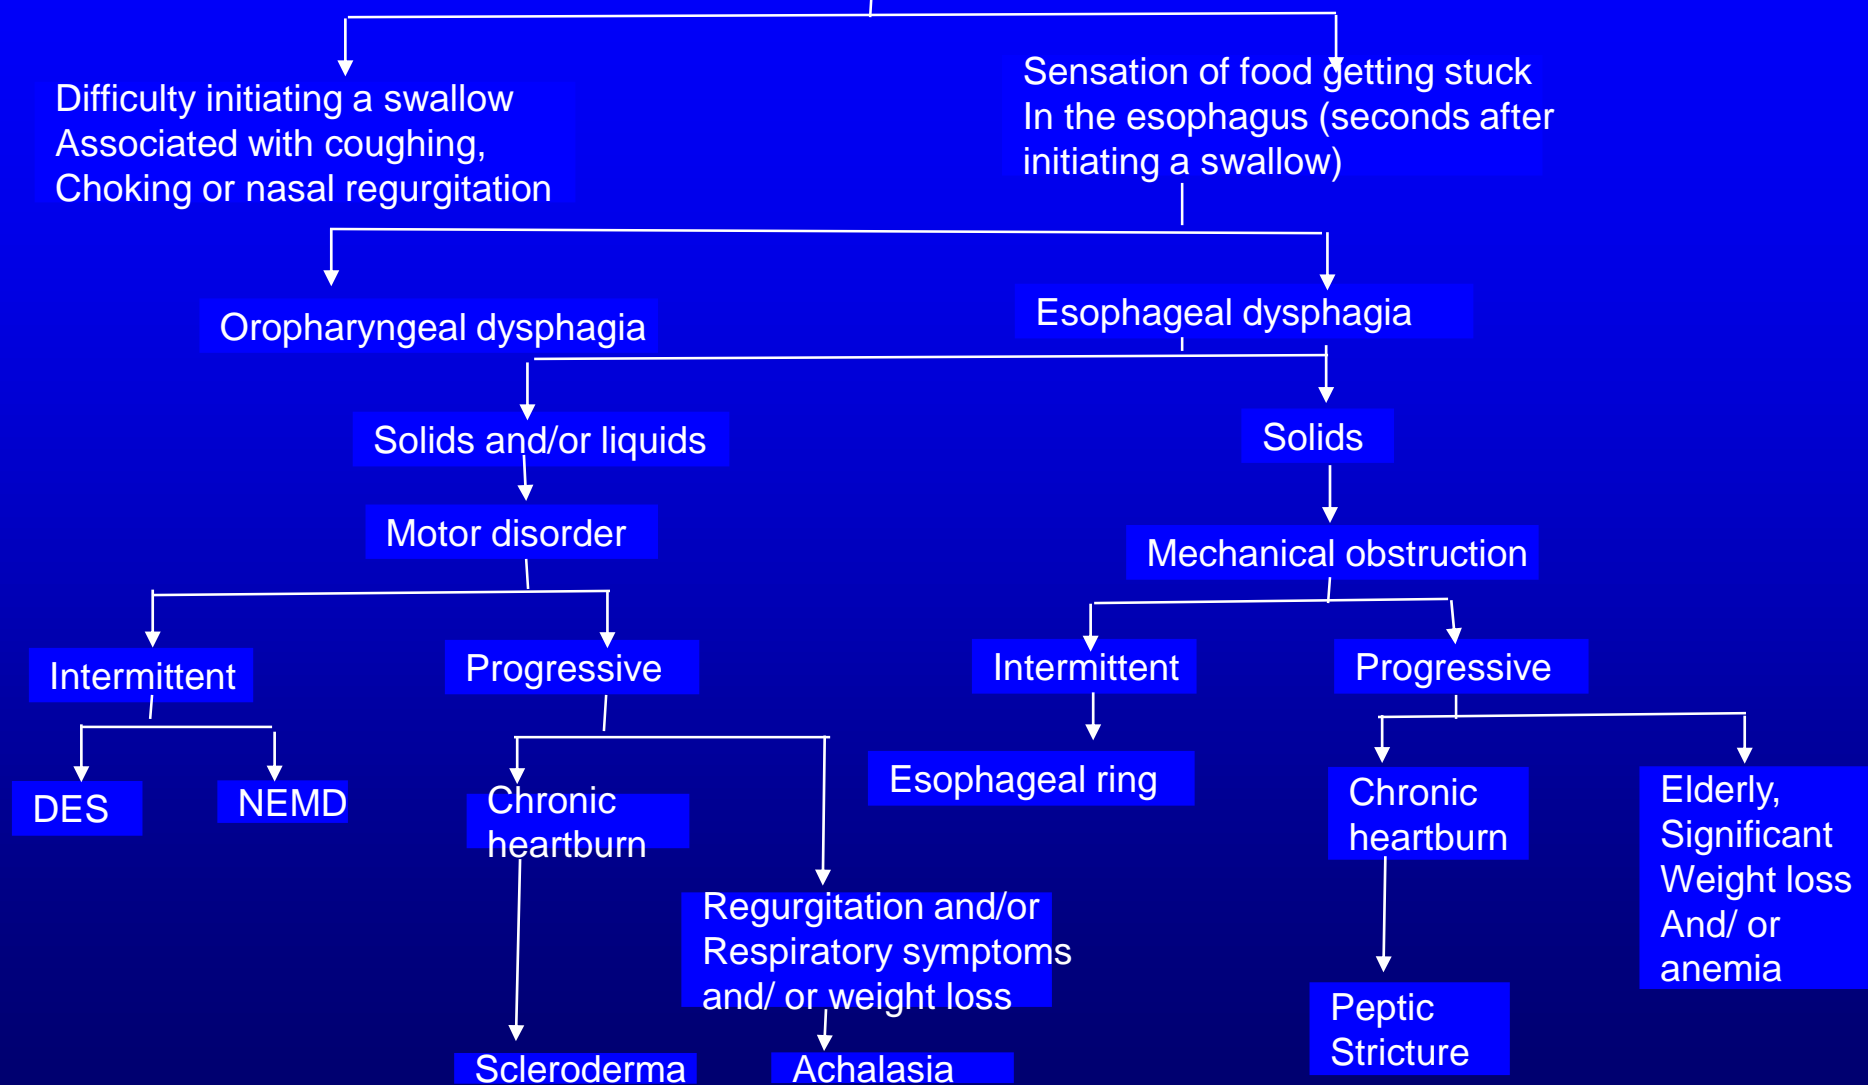 Difficulty initiating a swallow
Associated with coughing,
Choking or nasal regurgitation
Sensation of food getting stuck
In the esophagus (seconds after
initiating a swallow)
Oropharyngeal dysphagia
Esophageal dysphagia
Solids and/or liquids
Solids
Motor disorder
Mechanical obstruction
Intermittent
Progressive
Intermittent
Progressive
DES
NEMD
Chronic
heartburn
Esophageal ring
Chronic
heartburn
Elderly,
Significant
Weight loss
And/ or
anemia
Regurgitation and/or
Respiratory symptoms
and/ or weight loss
Peptic
Stricture
Scleroderma
Achalasia